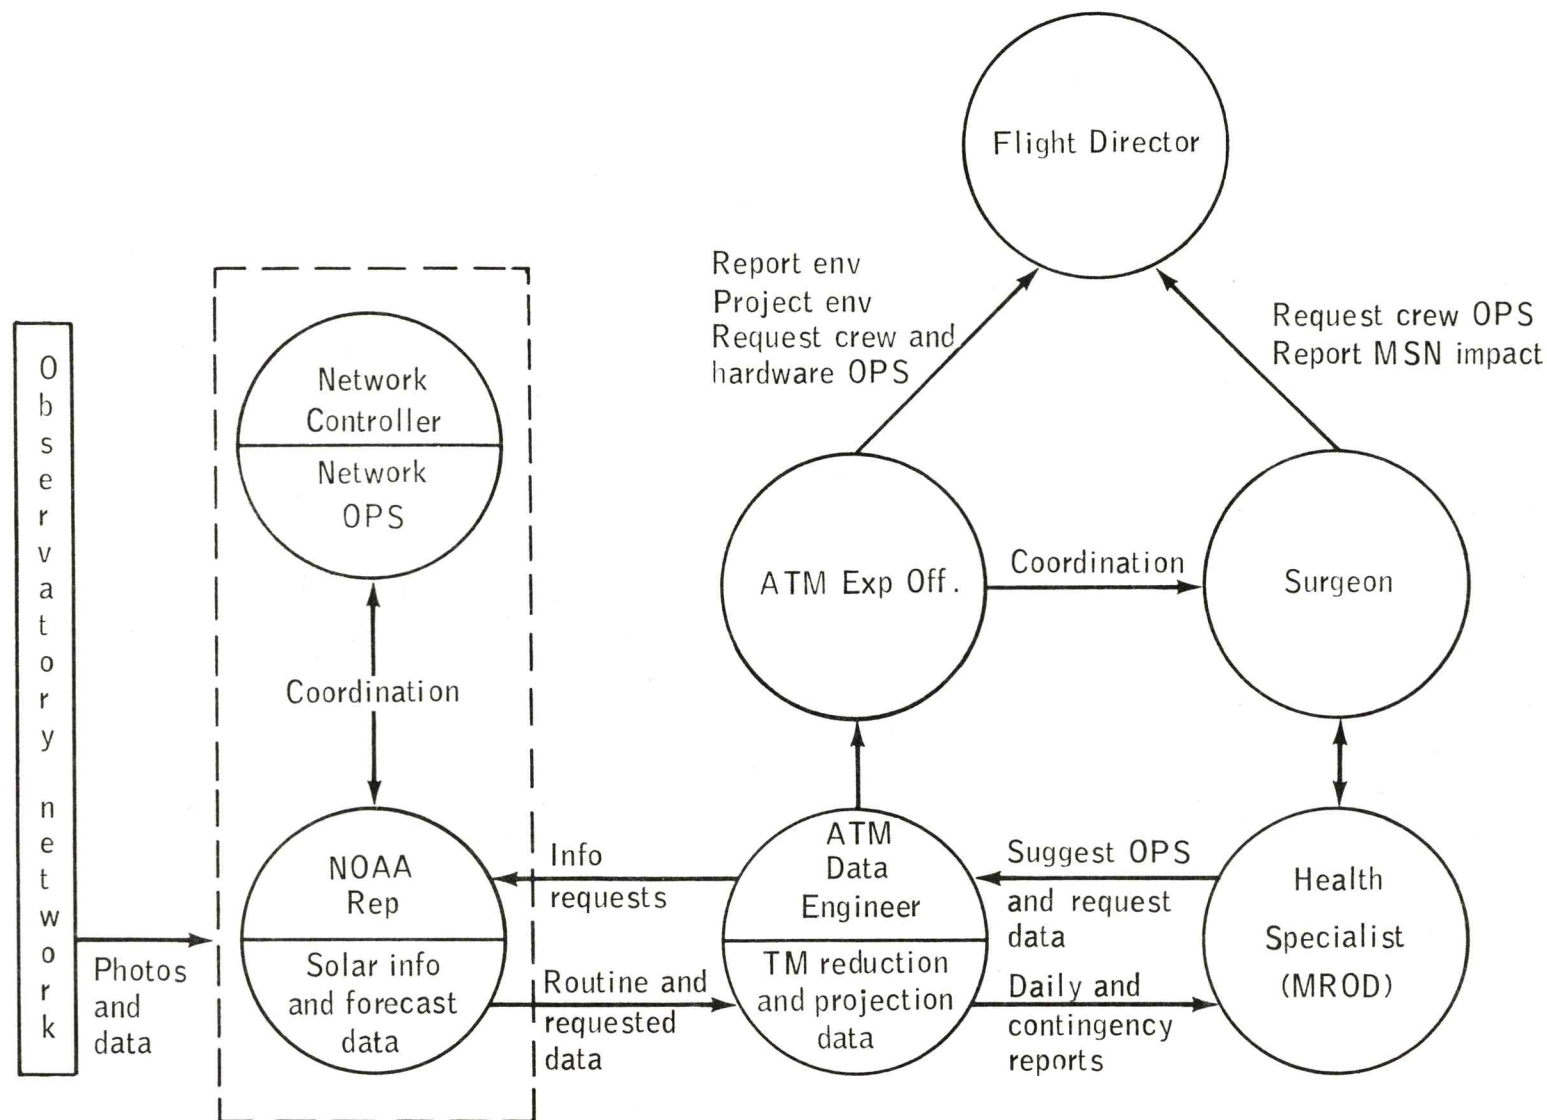 Flight Director
Report env
Project env
Request crew and
hardware OPS
Request crew OPS
Report MSN impact
Observatory network
Network
Controller
Network
OPS
ATM Exp Off.
Coordination
Surgeon
Coordination
NOAA
Rep
Solar info
and forecast
data
Info
requests
Routine and
requested
data
ATM
Data
Engineer
TM reduction
and projection
data
Suggest OPS
and request
data
Daily and
contingency
reports
Health
Specialist
(MROD)
Photos
and
data